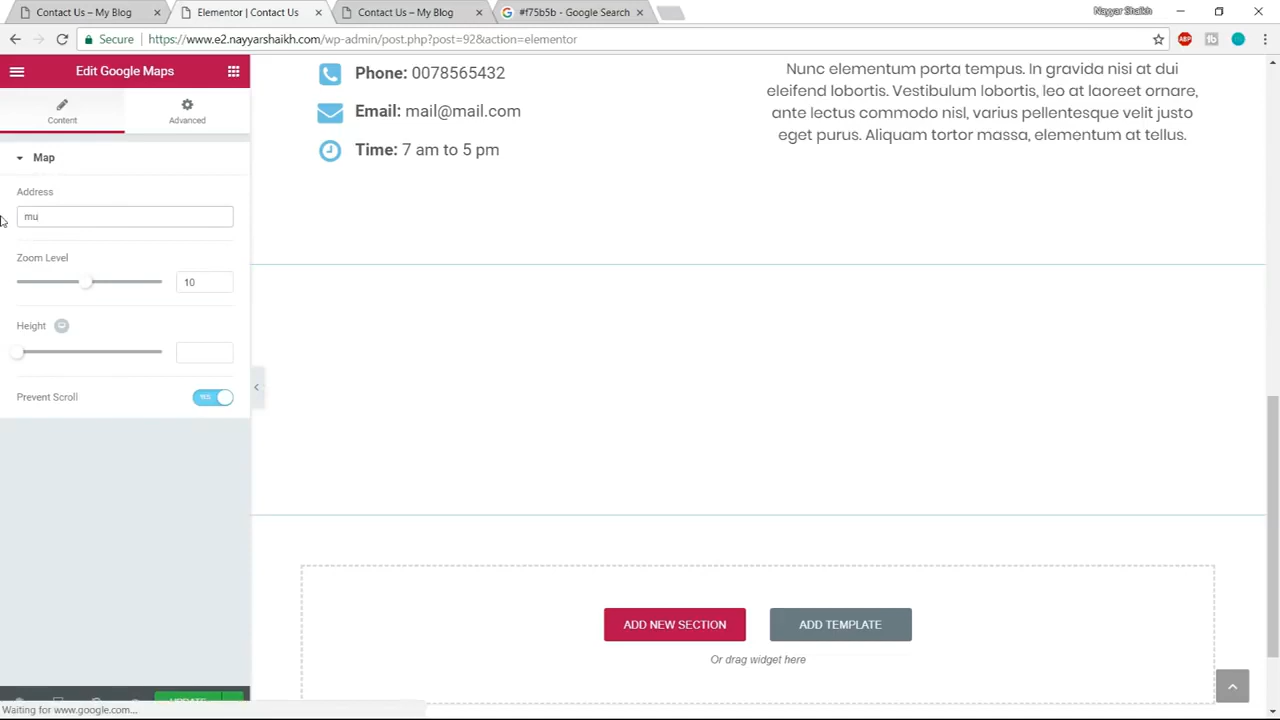 Contact Us – My Blog
Elementor | Contact Us
Contact Us – My Blog
#f75b5b - Google Search
Nayyar Shaikh
Secure
https://www.e2.nayyarshaikh.com/wp-admin/post.php?post=92&action=elementor
ABP
Edit Google Maps
Content
Advanced
Map
Address
mu
Zoom Level
10
Height
Prevent Scroll
YES
Phone: 0078565432
Email: mail@mail.com
Time: 7 am to 5 pm
Nunc elementum porta tempus. In gravida nisi at dui
eleifend lobortis. Vestibulum lobortis, leo at laoreet ornare,
ante lectus commodo nisl, varius pellentesque velit justo
eget purus. Aliquam tortor massa, elementum at tellus.
ADD NEW SECTION
ADD TEMPLATE
Or drag widget here
UPDATE
Waiting for www.google.com...